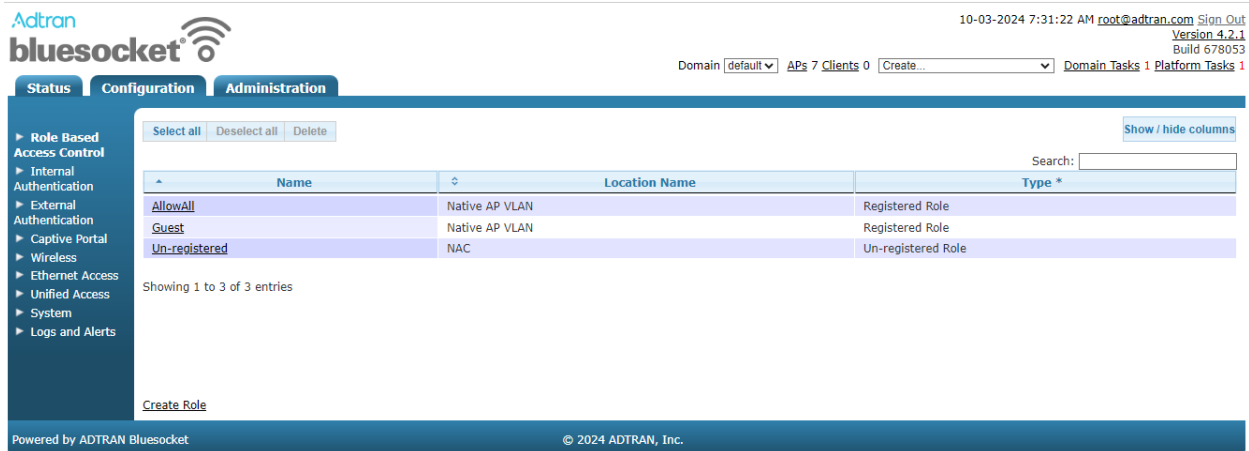 Adtran
bluesocket
10-03-2024 7:31:22 AM root@adtran.com Sign Out
Version 4.2.1
Build 678053
Domain default APs 7 Clients 0 Create... Domain Tasks 1 Platform Tasks 1
Status Configuration Administration
Role Based
Access Control
Internal
Authentication
External
Authentication
Captive Portal
Wireless
Ethernet Access
Unified Access
System
Logs and Alerts
Select all Deselect all Delete
Show / hide columns
Search:
Name Location Name Type *
AllowAll Native AP VLAN Registered Role
Guest Native AP VLAN Registered Role
Un-registered NAC Un-registered Role
Showing 1 to 3 of 3 entries
Create Role
Powered by ADTRAN Bluesocket © 2024 ADTRAN, Inc.